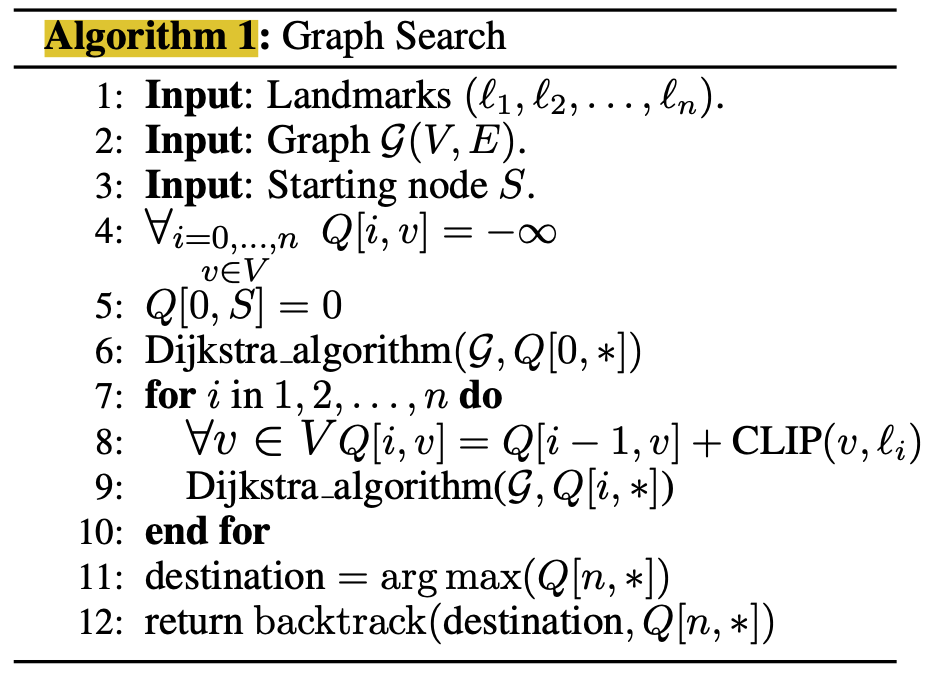 Algorithm 1: Graph Search
1: Input: Landmarks (ℓ₁, ℓ₂, . . . , ℓₙ).
2: Input: Graph 𝒢(V, E).
3: Input: Starting node S.
4: ∀ᵢ₌₀,...,ₙ Q[i, v] = −∞
v∈V
5: Q[0, S] = 0
6: Dijkstra_algorithm(𝒢, Q[0, ∗])
7: for i in 1, 2, . . . , n do
8: ∀v ∈ V Q[i, v] = Q[i − 1, v] + CLIP(v, ℓᵢ)
9: Dijkstra_algorithm(𝒢, Q[i, ∗])
10: end for
11: destination = arg max(Q[n, ∗])
12: return backtrack(destination, Q[n, ∗])